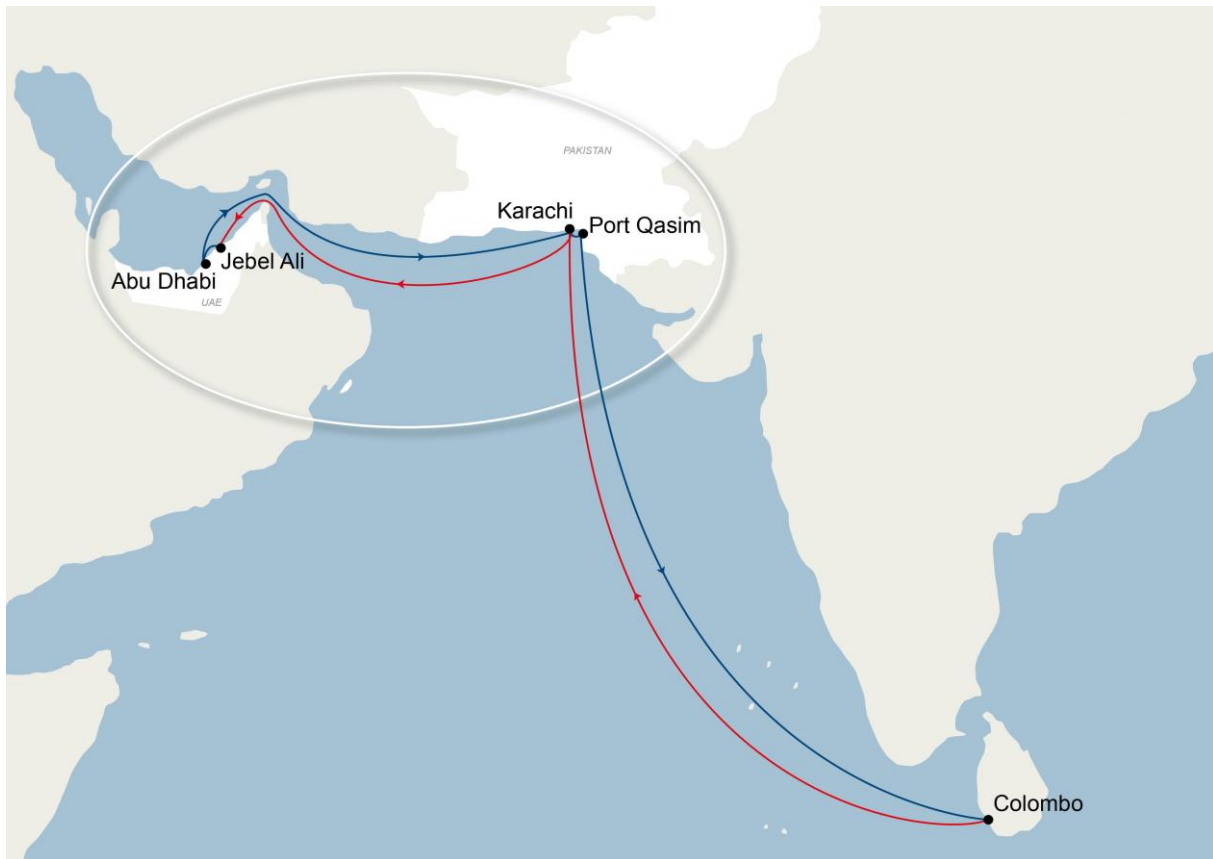 PAKISTAN
Karachi
Port Qasim
Jebel Ali
Abu Dhabi
UAE
Colombo